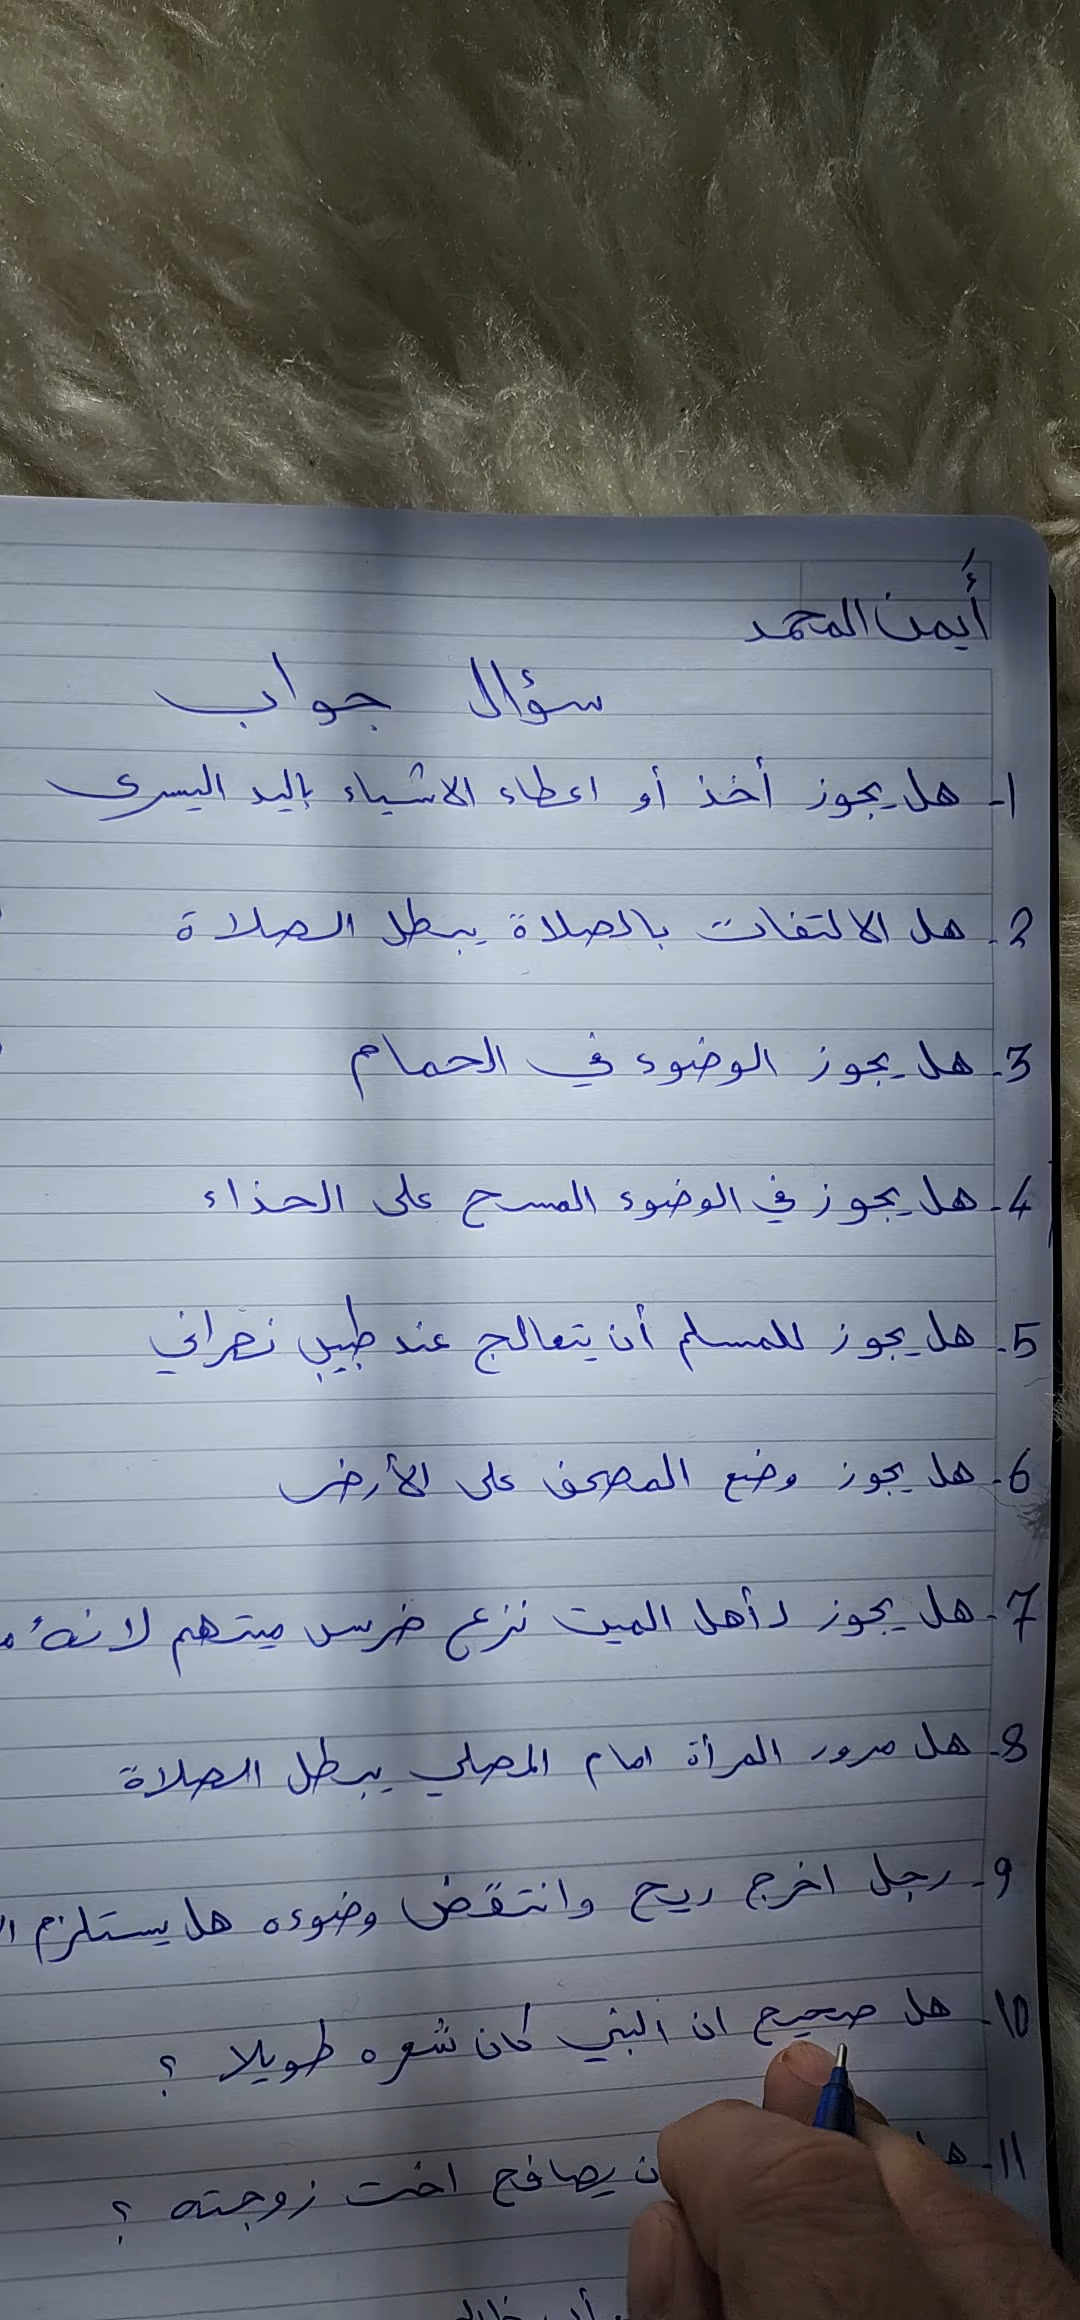 أَيمن المحمد
سؤال جواب
1- هل يجوز أخذ أو اعطاء الاشياء باليد اليسرى
2- هل الالتفات بالصلاة يبطل الصلاة
3- هل يجوز الوضوء في الحمام
4- هل يجوز في الوضوء المسح على الحذاء
5- هل يجوز للمسلم أن يتعالج عند طبيب نصراني
6- هل يجوز وضع المصحف على الأرض
7- هل يجوز لأهل الميت نزع ضرس ميتهم لانهُ
8- هل مرور المرأة امام المصلي يبطل الصلاة
9- رجل اخرج ريح وانتقض وضوءه هل يستلزم
10- هل صحيح ان النبي كان شعره طويلا ؟
11- يصافح اخت زوجته ؟